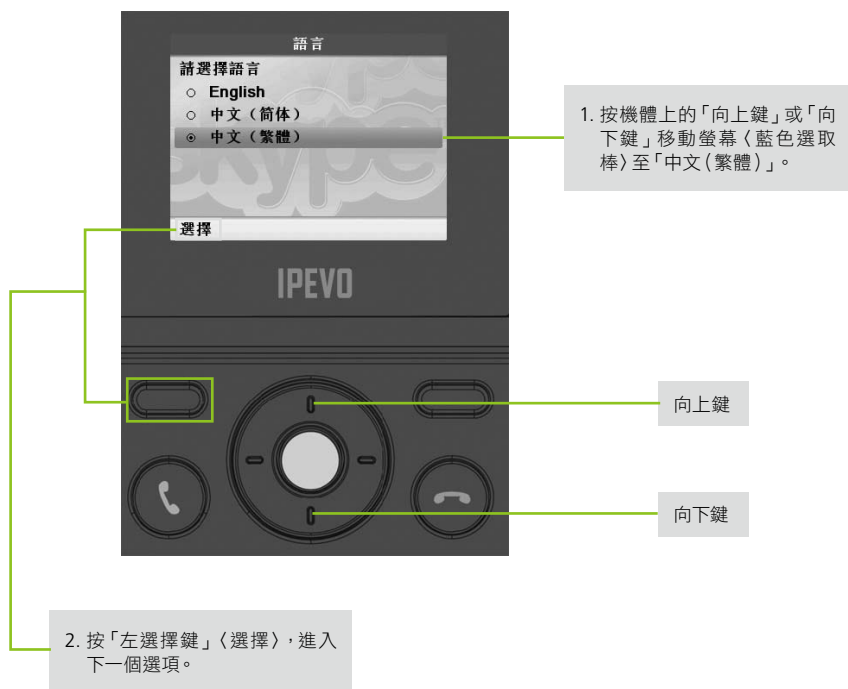 語言
請選擇語言
English
中文（简体）
中文（繁體）
選擇
IPEVO
1. 按機體上的「向上鍵」或「向
下鍵」移動螢幕〈藍色選取
棒〉至「中文（繁體）」。
向上鍵
向下鍵
2. 按「左選擇鍵」〈選擇〉，進入
下一個選項。
skype